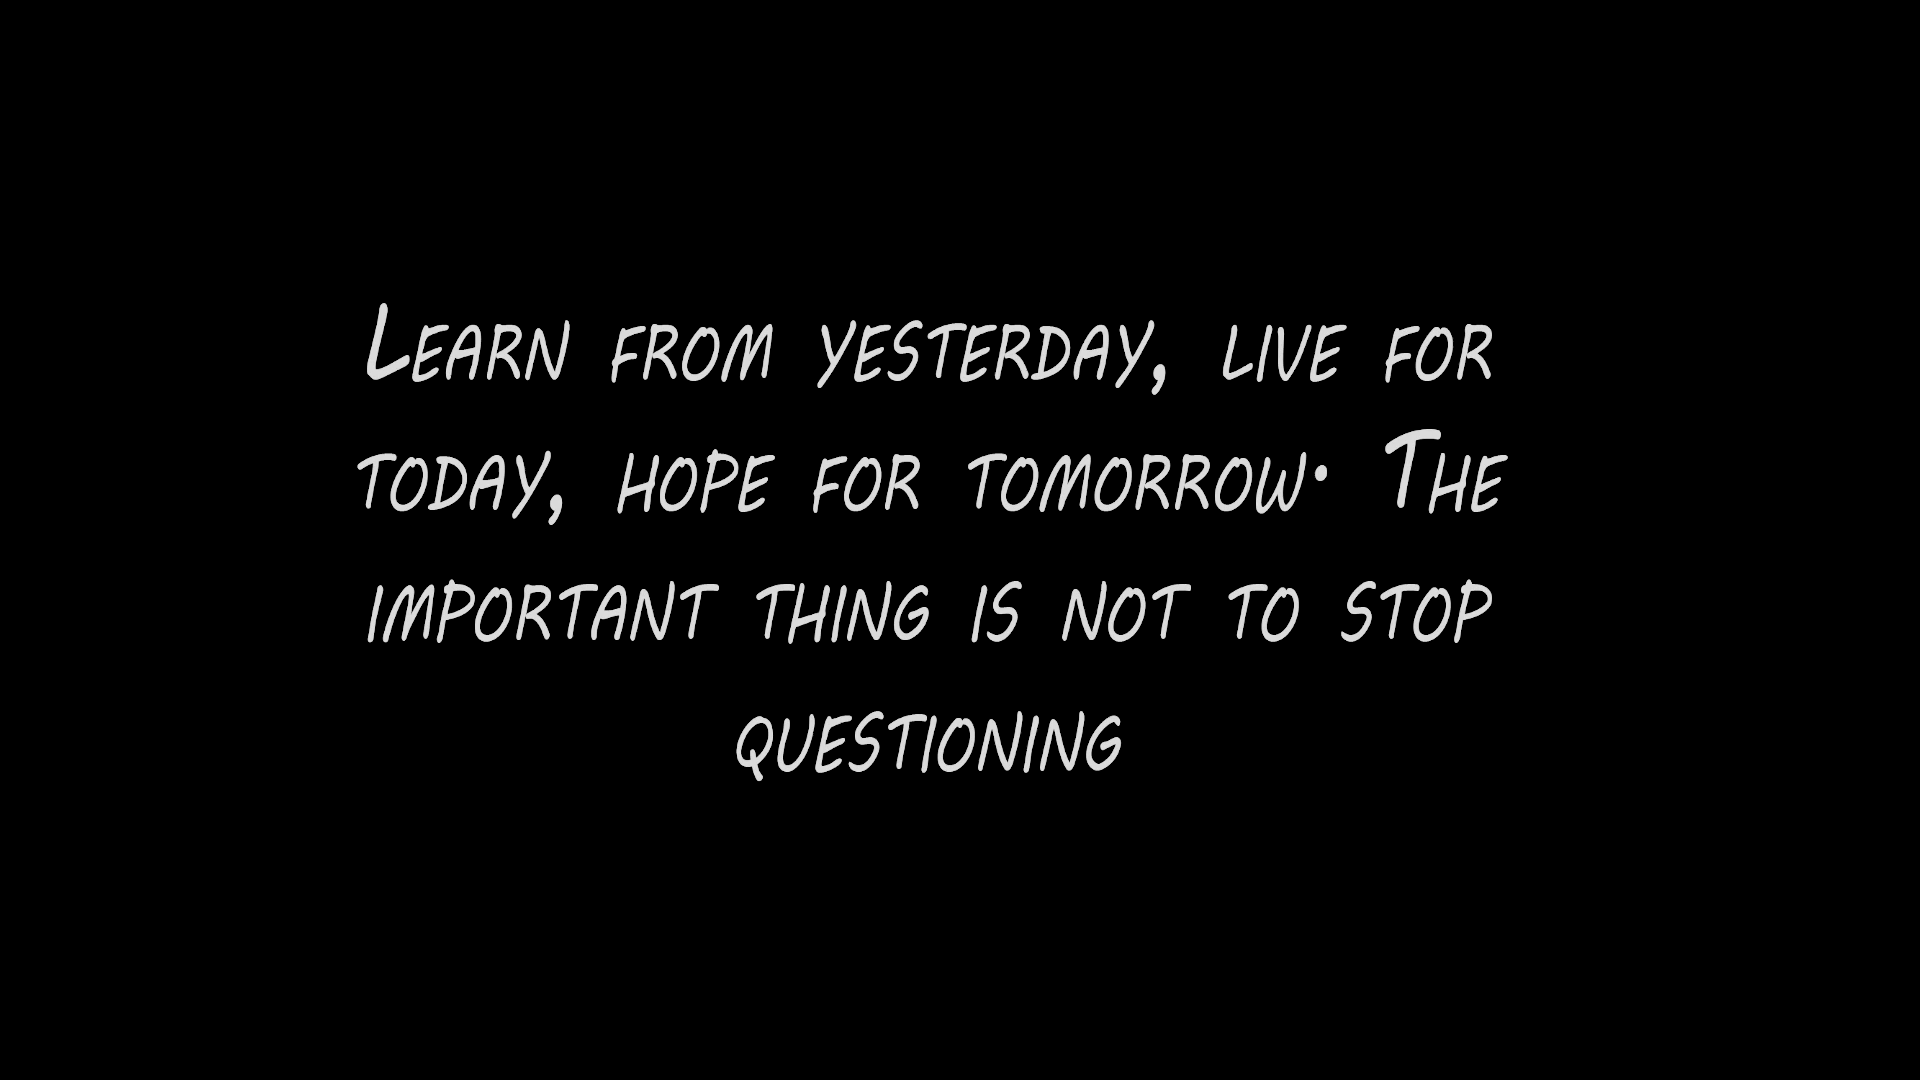 Learn from yesterday, live for
today, hope for tomorrow. The
important thing is not to stop
questioning